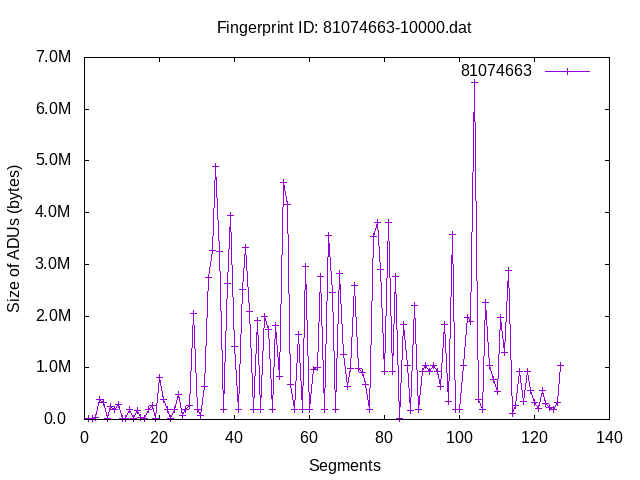 Fingerprint ID: 81074663-10000.dat
7.0M
81074663
6.0M
5.0M
4.0M
3.0M
2.0M
1.0M
0.0
Size of ADUs (bytes)
0 20 40 60 80 100 120 140
Segments